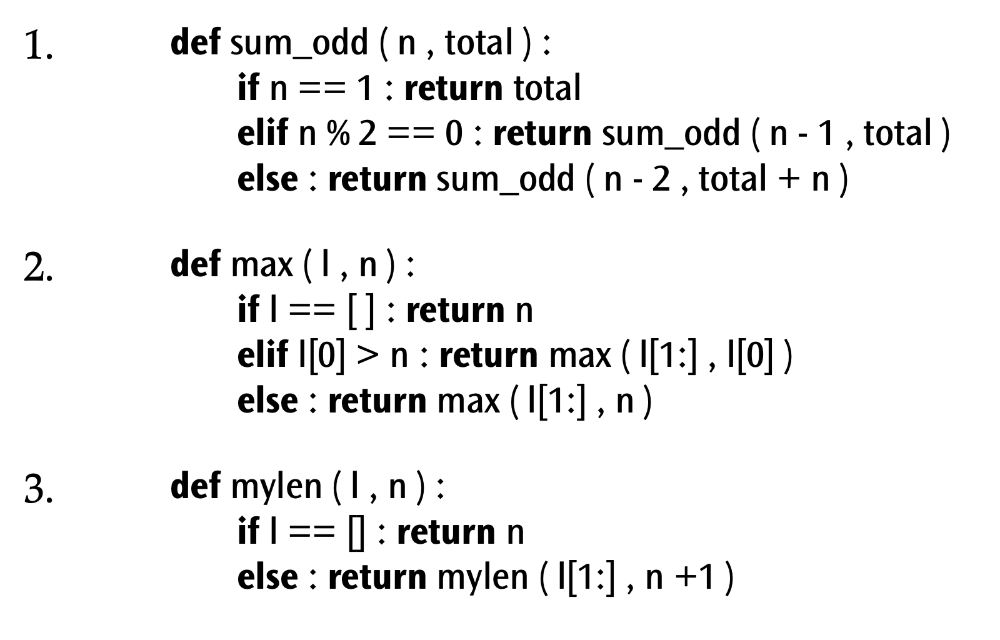 1. def sum_odd ( n , total ) :
if n == 1 : return total
elif n % 2 == 0 : return sum_odd ( n - 1 , total )
else : return sum_odd ( n - 2 , total + n )
2. def max ( l , n ) :
if l == [ ] : return n
elif l[0] > n : return max ( l[1:] , l[0] )
else : return max ( l[1:] , n )
3. def mylen ( l , n ) :
if l == [] : return n
else : return mylen ( l[1:] , n +1 )